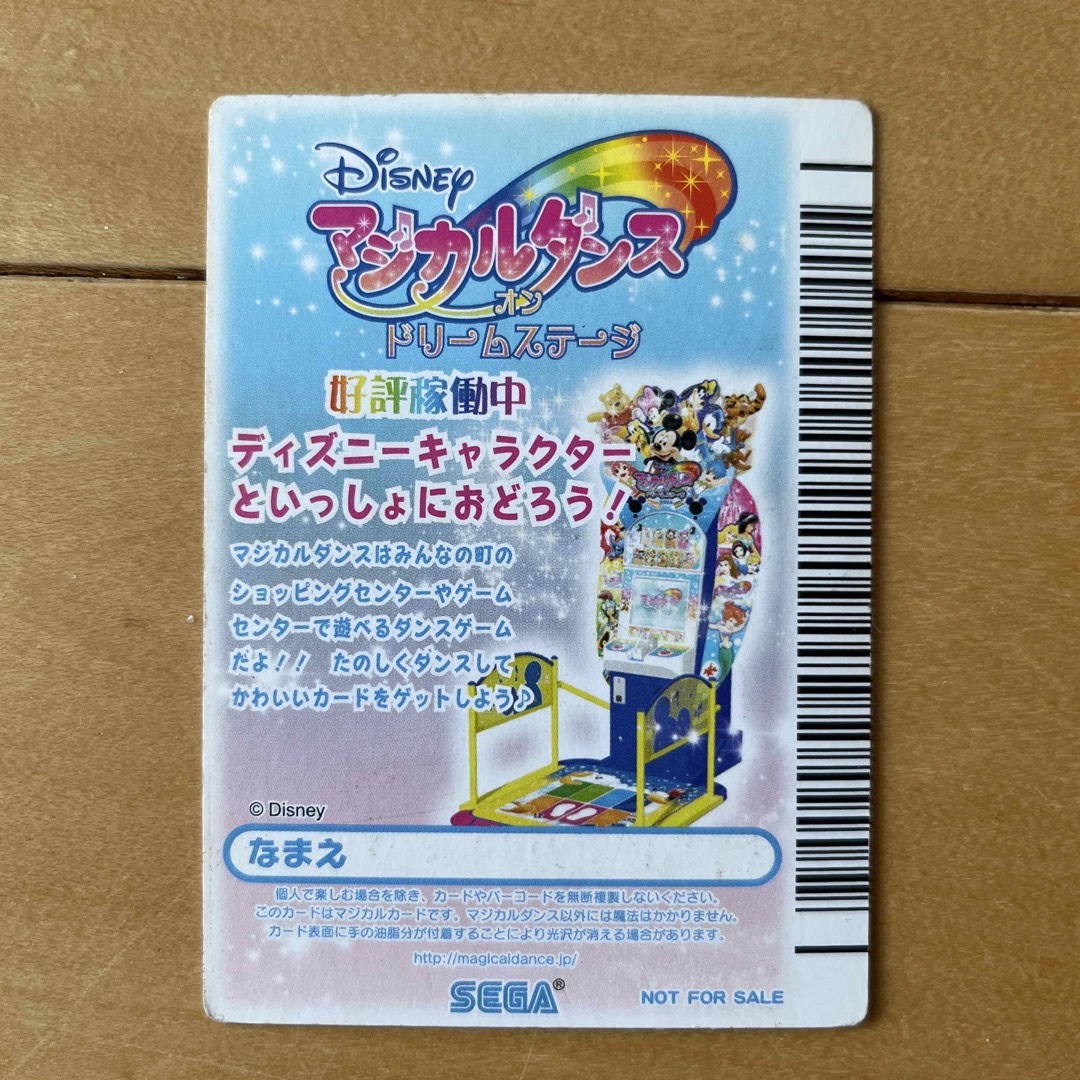 Disney
マジカルダンス
オン
ドリームステージ
好評稼働中
ディズニーキャラクター
といっしょにおどろう!
マジカルダンスはみんなの町の
ショッピングセンターやゲーム
センターで遊べるダンスゲーム
だよ!! たのしくダンスして
かわいいカードをゲットしよう♪
© Disney
なまえ
個人で楽しむ場合を除き、カードやバーコードを無断複製しないください。
このカードはマジカルカードです。マジカルダンス以外には魔法はかかりません。
カード表面に手の油脂分が付着することにより光沢が消える場合があります。
http://magicaldance.jp/
SEGA®
NOT FOR SALE